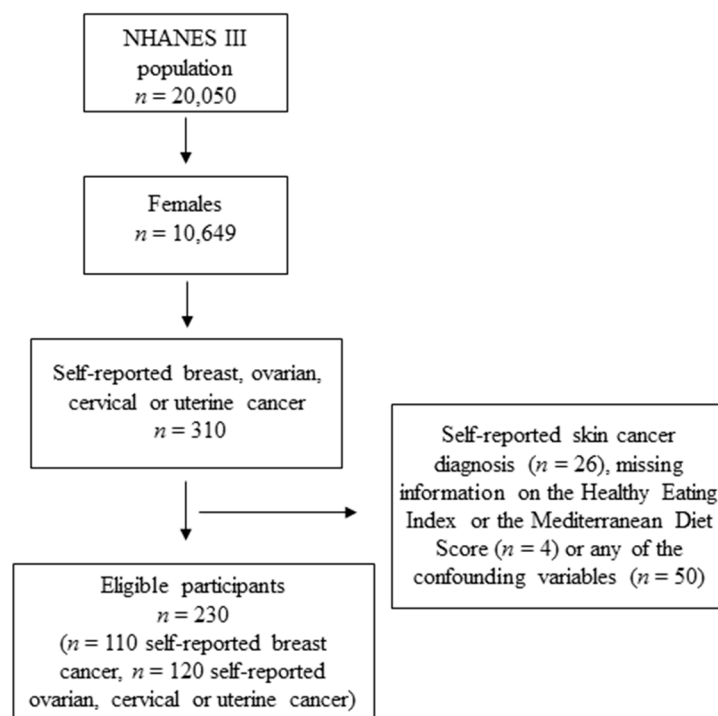 NHANES III
population
n = 20,050
Females
n = 10,649
Self-reported breast, ovarian,
cervical or uterine cancer
n = 310
Self-reported skin cancer
diagnosis (n = 26), missing
information on the Healthy Eating
Index or the Mediterranean Diet
Score (n = 4) or any of the
confounding variables (n = 50)
Eligible participants
n = 230
(n = 110 self-reported breast
cancer, n = 120 self-reported
ovarian, cervical or uterine cancer)